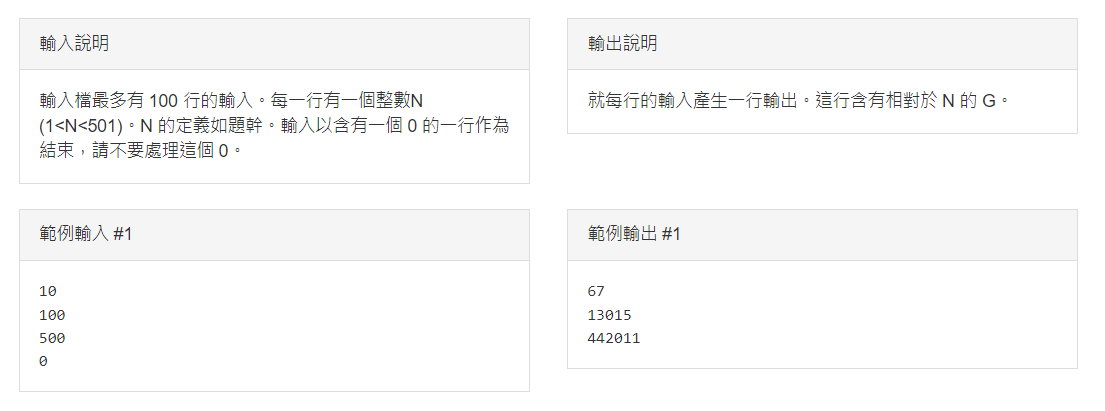 輸入說明
輸入檔最多有 100 行的輸入。每一行有一個整數N
(1<N<501)。N 的定義如題幹。輸入以含有一個 0 的一行作為
結束，請不要處理這個 0。
輸出說明
就每行的輸入產生一行輸出。這行含有相對於 N 的 G。
範例輸入 #1
10
100
500
0
範例輸出 #1
67
13015
442011